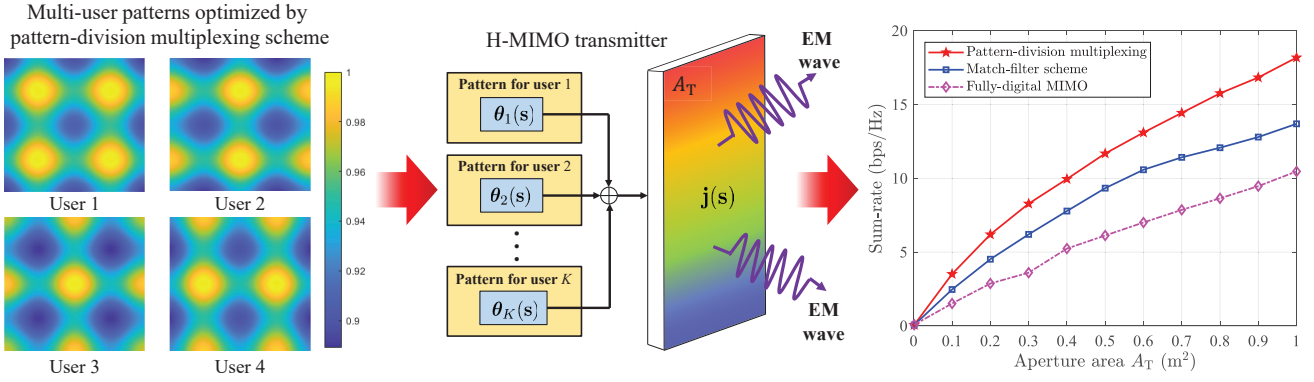 Multi-user patterns optimized by
pattern-division multiplexing scheme
User 1
User 2
User 3
User 4
1
0.98
0.96
0.94
0.92
0.9
H-MIMO transmitter
Pattern for user 1
θ₁(s)
Pattern for user 2
θ₂(s)
Pattern for user K
θ_K(s)
A_T
j(s)
EM
wave
EM
wave
Sum-rate (bps/Hz)
20
15
10
5
0
Pattern-division multiplexing
Match-filter scheme
Fully-digital MIMO
0 0.1 0.2 0.3 0.4 0.5 0.6 0.7 0.8 0.9 1
Aperture area A_T (m²)